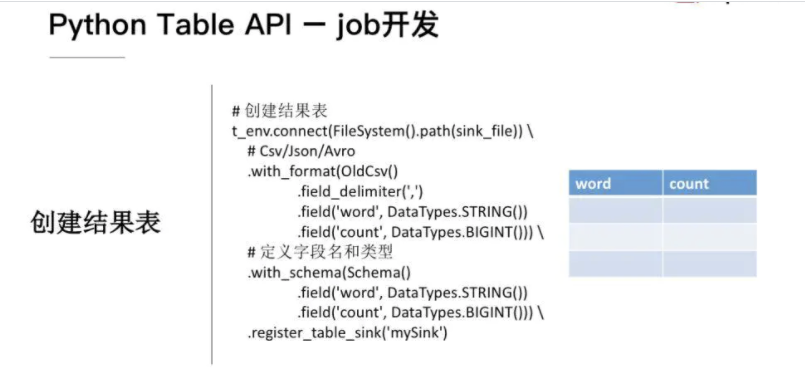 Python Table API — job开发
创建结果表
# 创建结果表
t_env.connect(FileSystem().path(sink_file)) \
# Csv/Json/Avro
.with_format(OldCsv()
.field_delimiter(',')
.field('word', DataTypes.STRING())
.field('count', DataTypes.BIGINT())) \
# 定义字段名和类型
.with_schema(Schema()
.field('word', DataTypes.STRING())
.field('count', DataTypes.BIGINT())) \
.register_table_sink('mySink')
word count